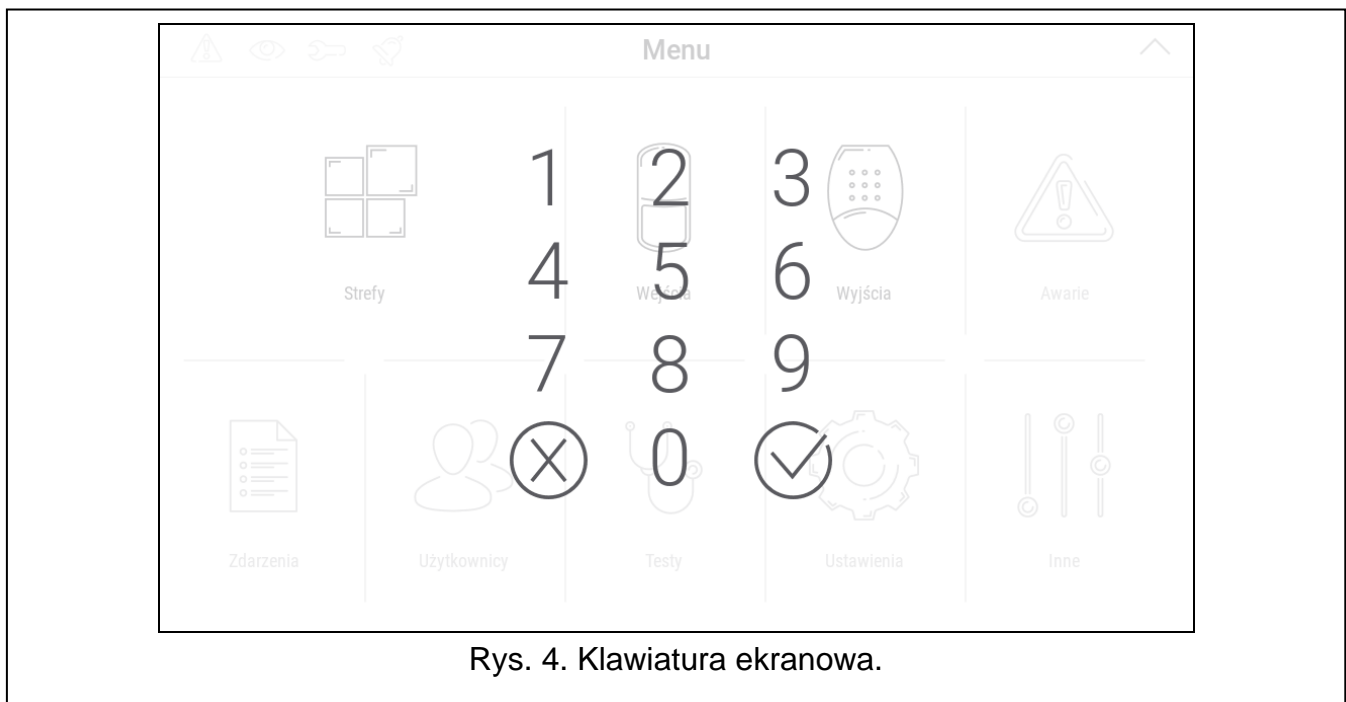 Menu
1 2 3
4 5 6
Strefy Wejścia Wyjścia Awarie
7 8 9
0
Zdarzenia Użytkownicy Testy Ustawienia Inne
Rys. 4. Klawiatura ekranowa.